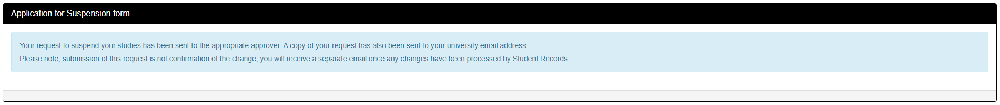 Application for Suspension form
Your request to suspend your studies has been sent to the appropriate approver. A copy of your request has also been sent to your university email address.
Please note, submission of this request is not confirmation of the change, you will receive a separate email once any changes have been processed by Student Records.